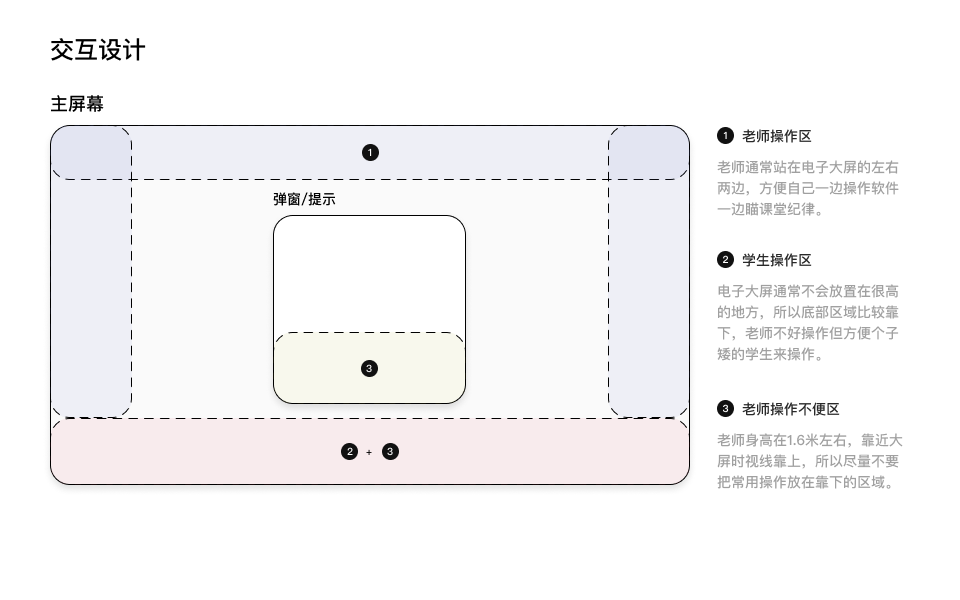 交互设计
主屏幕
1
弹窗/提示
3
2 + 3
1 老师操作区
老师通常站在电子大屏的左右
两边，方便自己一边操作软件
一边瞄课堂纪律。
2 学生操作区
电子大屏通常不会放置在很高
的地方，所以底部区域比较靠
下，老师不好操作但方便个子
矮的学生来操作。
3 老师操作不便区
老师身高在1.6米左右，靠近大
屏时视线靠上，所以尽量不要
把常用操作放在靠下的区域。